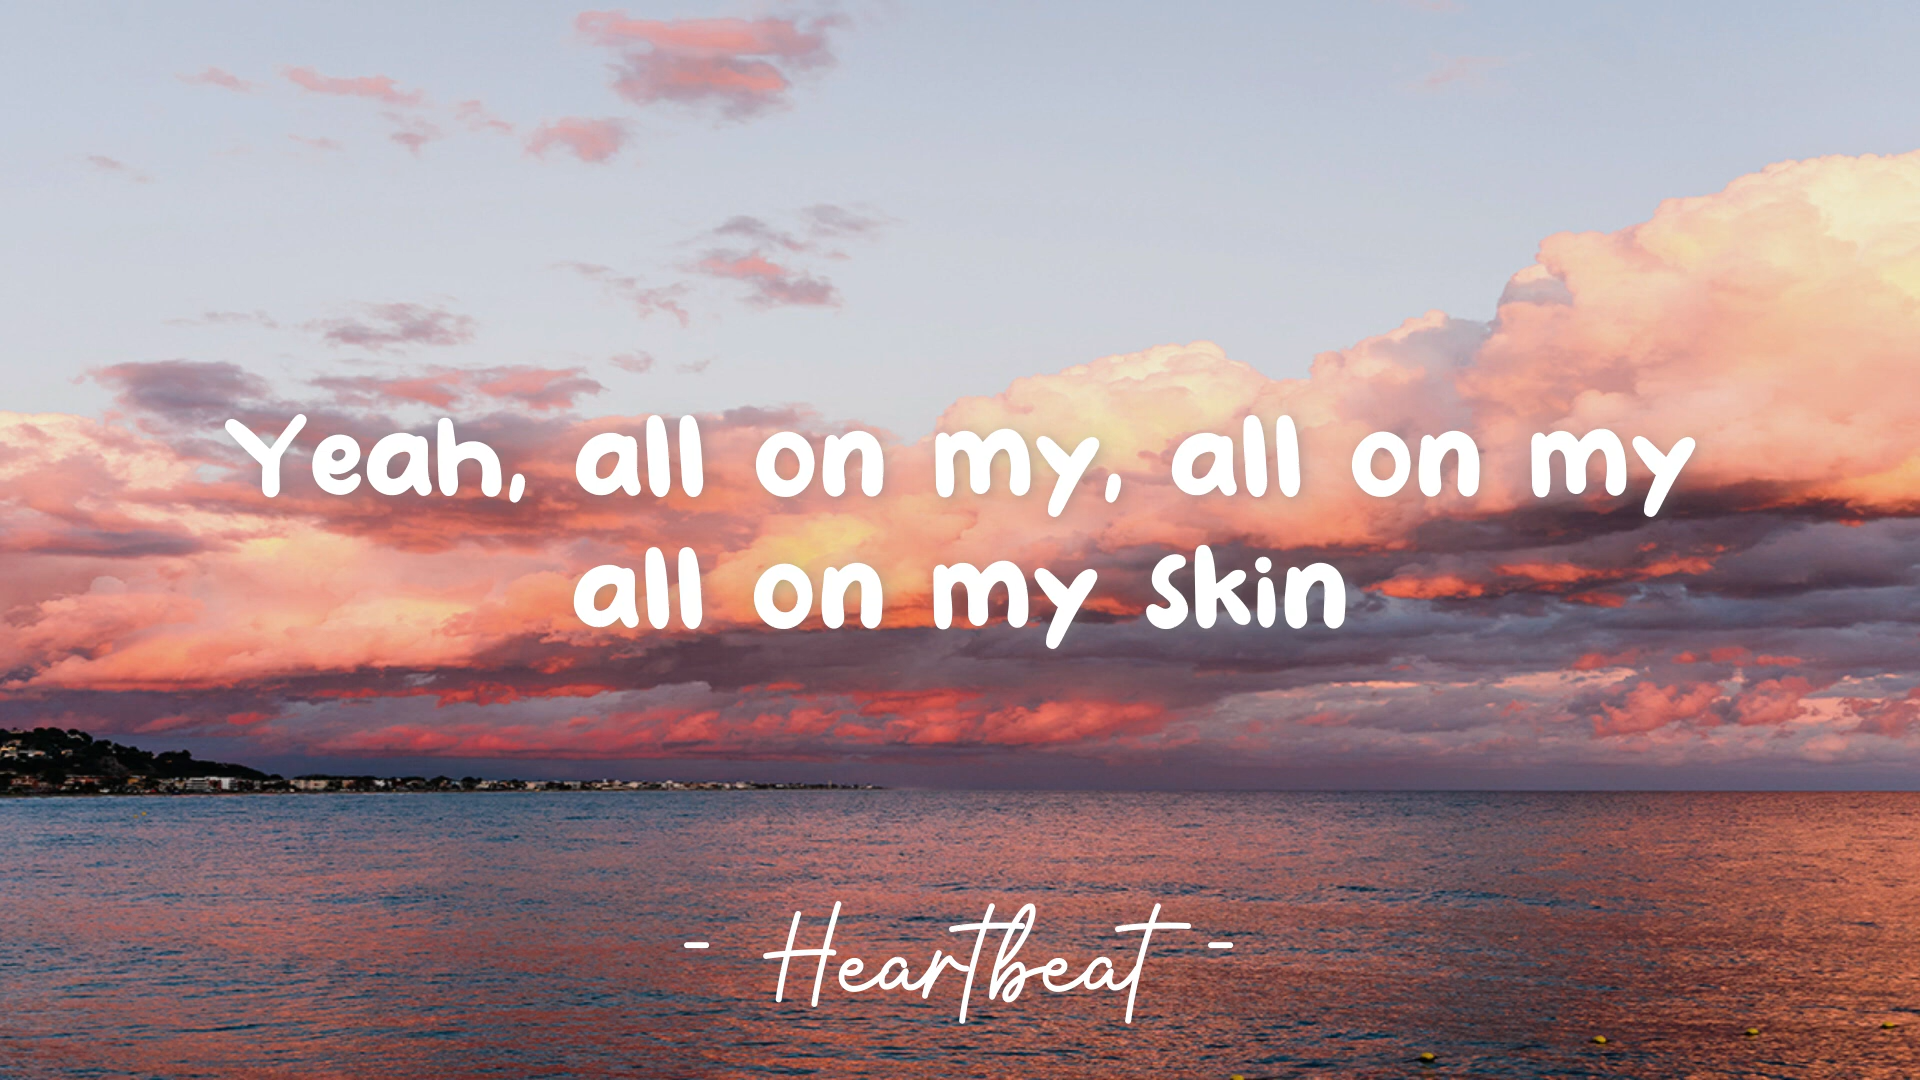 Yeah, all on my, all on my
all on my skin
- Heartbeat -